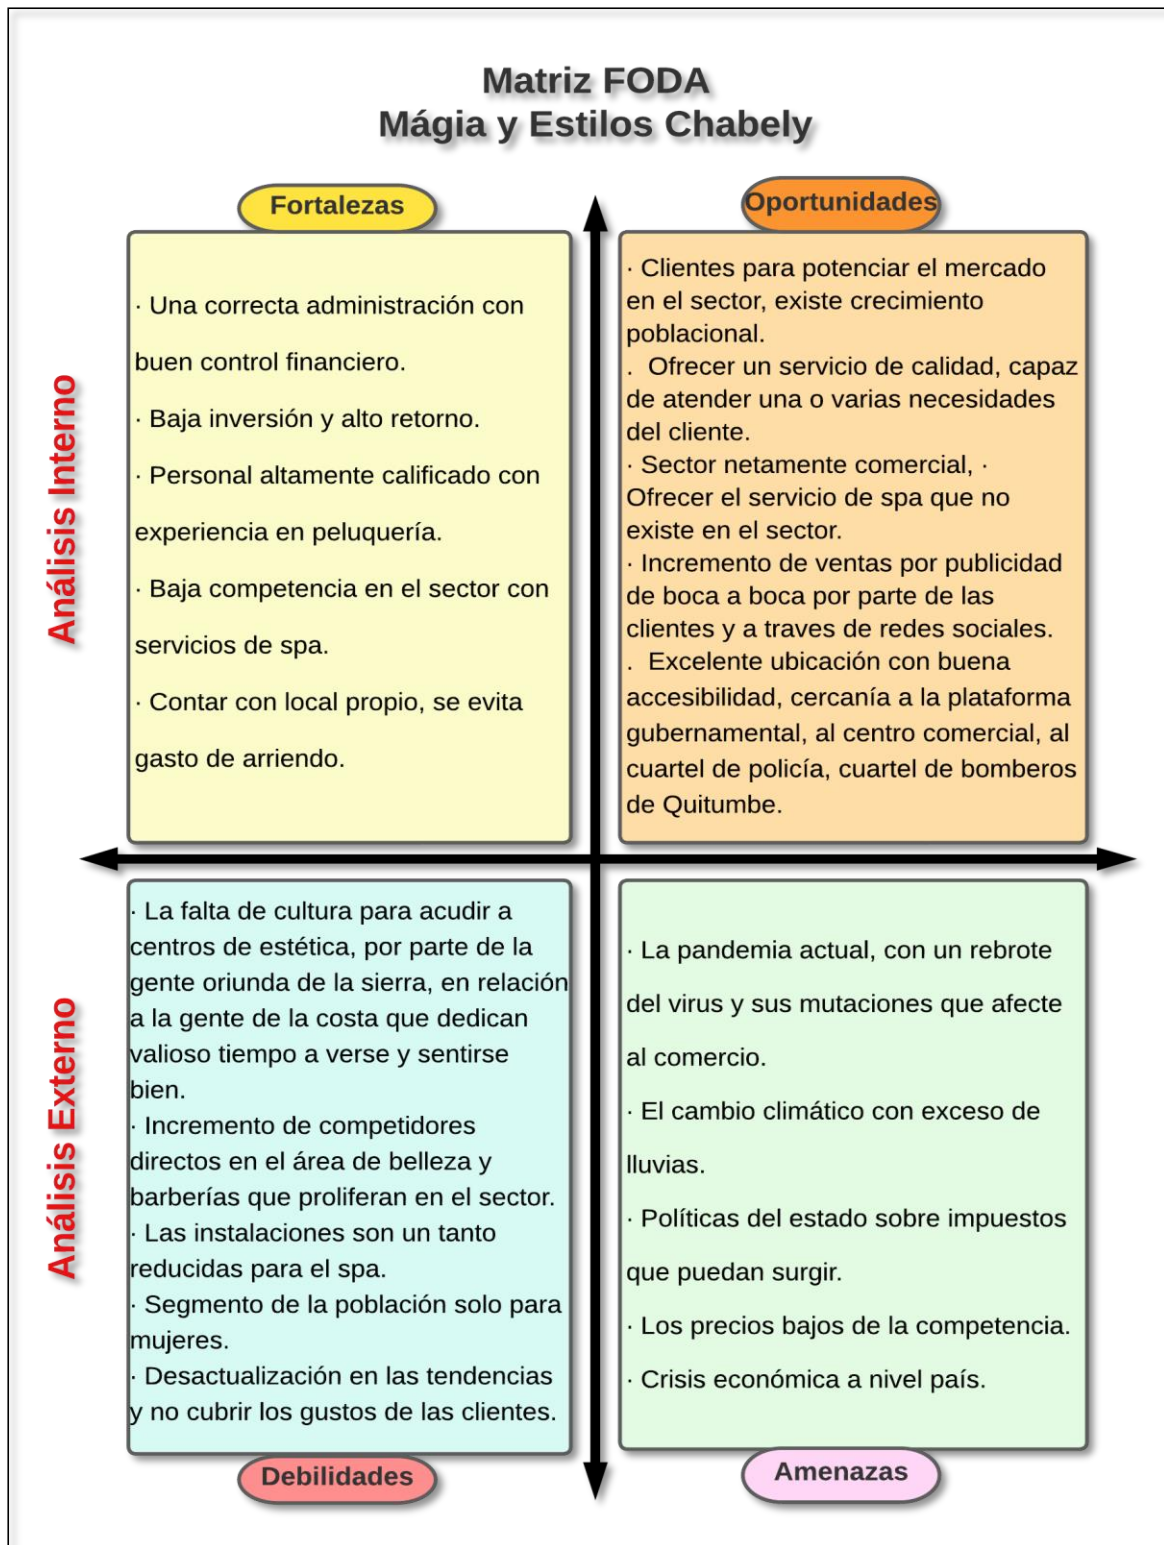 Matriz FODA
Mágia y Estilos Chabely
Fortalezas
Oportunidades
Análisis Interno
· Una correcta administración con
buen control financiero.
· Baja inversión y alto retorno.
· Personal altamente calificado con
experiencia en peluquería.
· Baja competencia en el sector con
servicios de spa.
· Contar con local propio, se evita
gasto de arriendo.
· Clientes para potenciar el mercado
en el sector, existe crecimiento
poblacional.
. Ofrecer un servicio de calidad, capaz
de atender una o varias necesidades
del cliente.
· Sector netamente comercial, ·
Ofrecer el servicio de spa que no
existe en el sector.
· Incremento de ventas por publicidad
de boca a boca por parte de las
clientes y a traves de redes sociales.
. Excelente ubicación con buena
accesibilidad, cercanía a la plataforma
gubernamental, al centro comercial, al
cuartel de policía, cuartel de bomberos
de Quitumbe.
Análisis Externo
· La falta de cultura para acudir a
centros de estética, por parte de la
gente oriunda de la sierra, en relación
a la gente de la costa que dedican
valioso tiempo a verse y sentirse
bien.
· Incremento de competidores
directos en el área de belleza y
barberías que proliferan en el sector.
· Las instalaciones son un tanto
reducidas para el spa.
· Segmento de la población solo para
mujeres.
· Desactualización en las tendencias
y no cubrir los gustos de las clientes.
· La pandemia actual, con un rebrote
del virus y sus mutaciones que afecte
al comercio.
· El cambio climático con exceso de
lluvias.
· Políticas del estado sobre impuestos
que puedan surgir.
· Los precios bajos de la competencia.
· Crisis económica a nivel país.
Debilidades
Amenazas